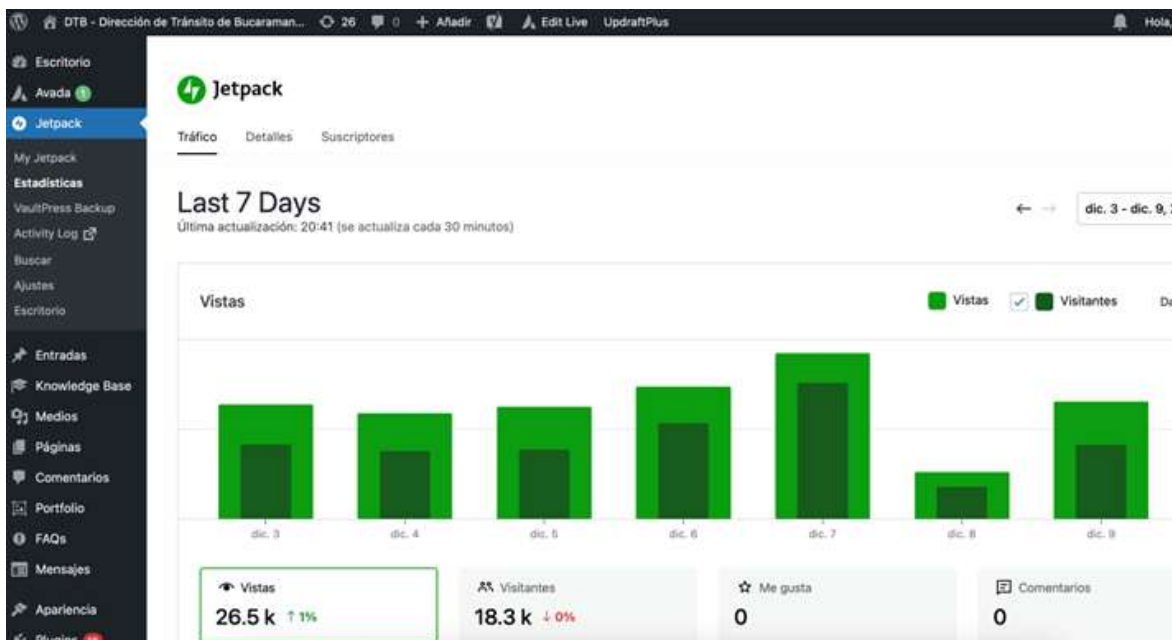 DTB - Dirección de Tránsito de Bucaraman... 26 0 + Añadir Edit Live UpdraftPlus Hola,
Escritorio
Avada 1
Jetpack
My Jetpack
Estadísticas
VaultPress Backup
Activity Log
Buscar
Ajustes
Escritorio
Entradas
Knowledge Base
Medios
Páginas
Comentarios
Portfolio
FAQs
Mensajes
Apariencia
Plugins
Jetpack
Tráfico Detalles Suscriptores
Last 7 Days
Última actualización: 20:41 (se actualiza cada 30 minutos)
← → dic. 3 - dic. 9,
Vistas
Vistas Visitantes
dic. 3 dic. 4 dic. 5 dic. 6 dic. 7 dic. 8 dic. 9
Vistas
26.5 k ↑ 1%
Visitantes
18.3 k ↓ 0%
Me gusta
0
Comentarios
0